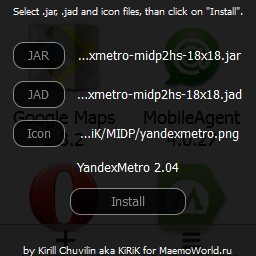 Select .jar, .jad and icon files, than click on "Install".
JAR ...xmetro-midp2hs-18x18.jar
JAD ...xmetro-midp2hs-18x18.jad
Google Maps MobileAgent
Icon ...iK/MIDP/yandexmetro.png
YandexMetro 2.04
Install
by Kirill Chuvilin aka KiRiK for MaemoWorld.ru